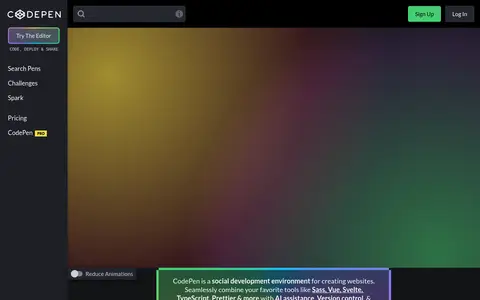 CODEPEN
Sign Up
Log In
Try The Editor
CODE, DEPLOY & SHARE
Search Pens
Challenges
Spark
Pricing
CodePen PRO
Reduce Animations
CodePen is a social development environment for creating websites.
Seamlessly combine your favorite tools like Sass, Vue, Svelte,
TypeScript, Prettier & more with AI assistance, Version control, &